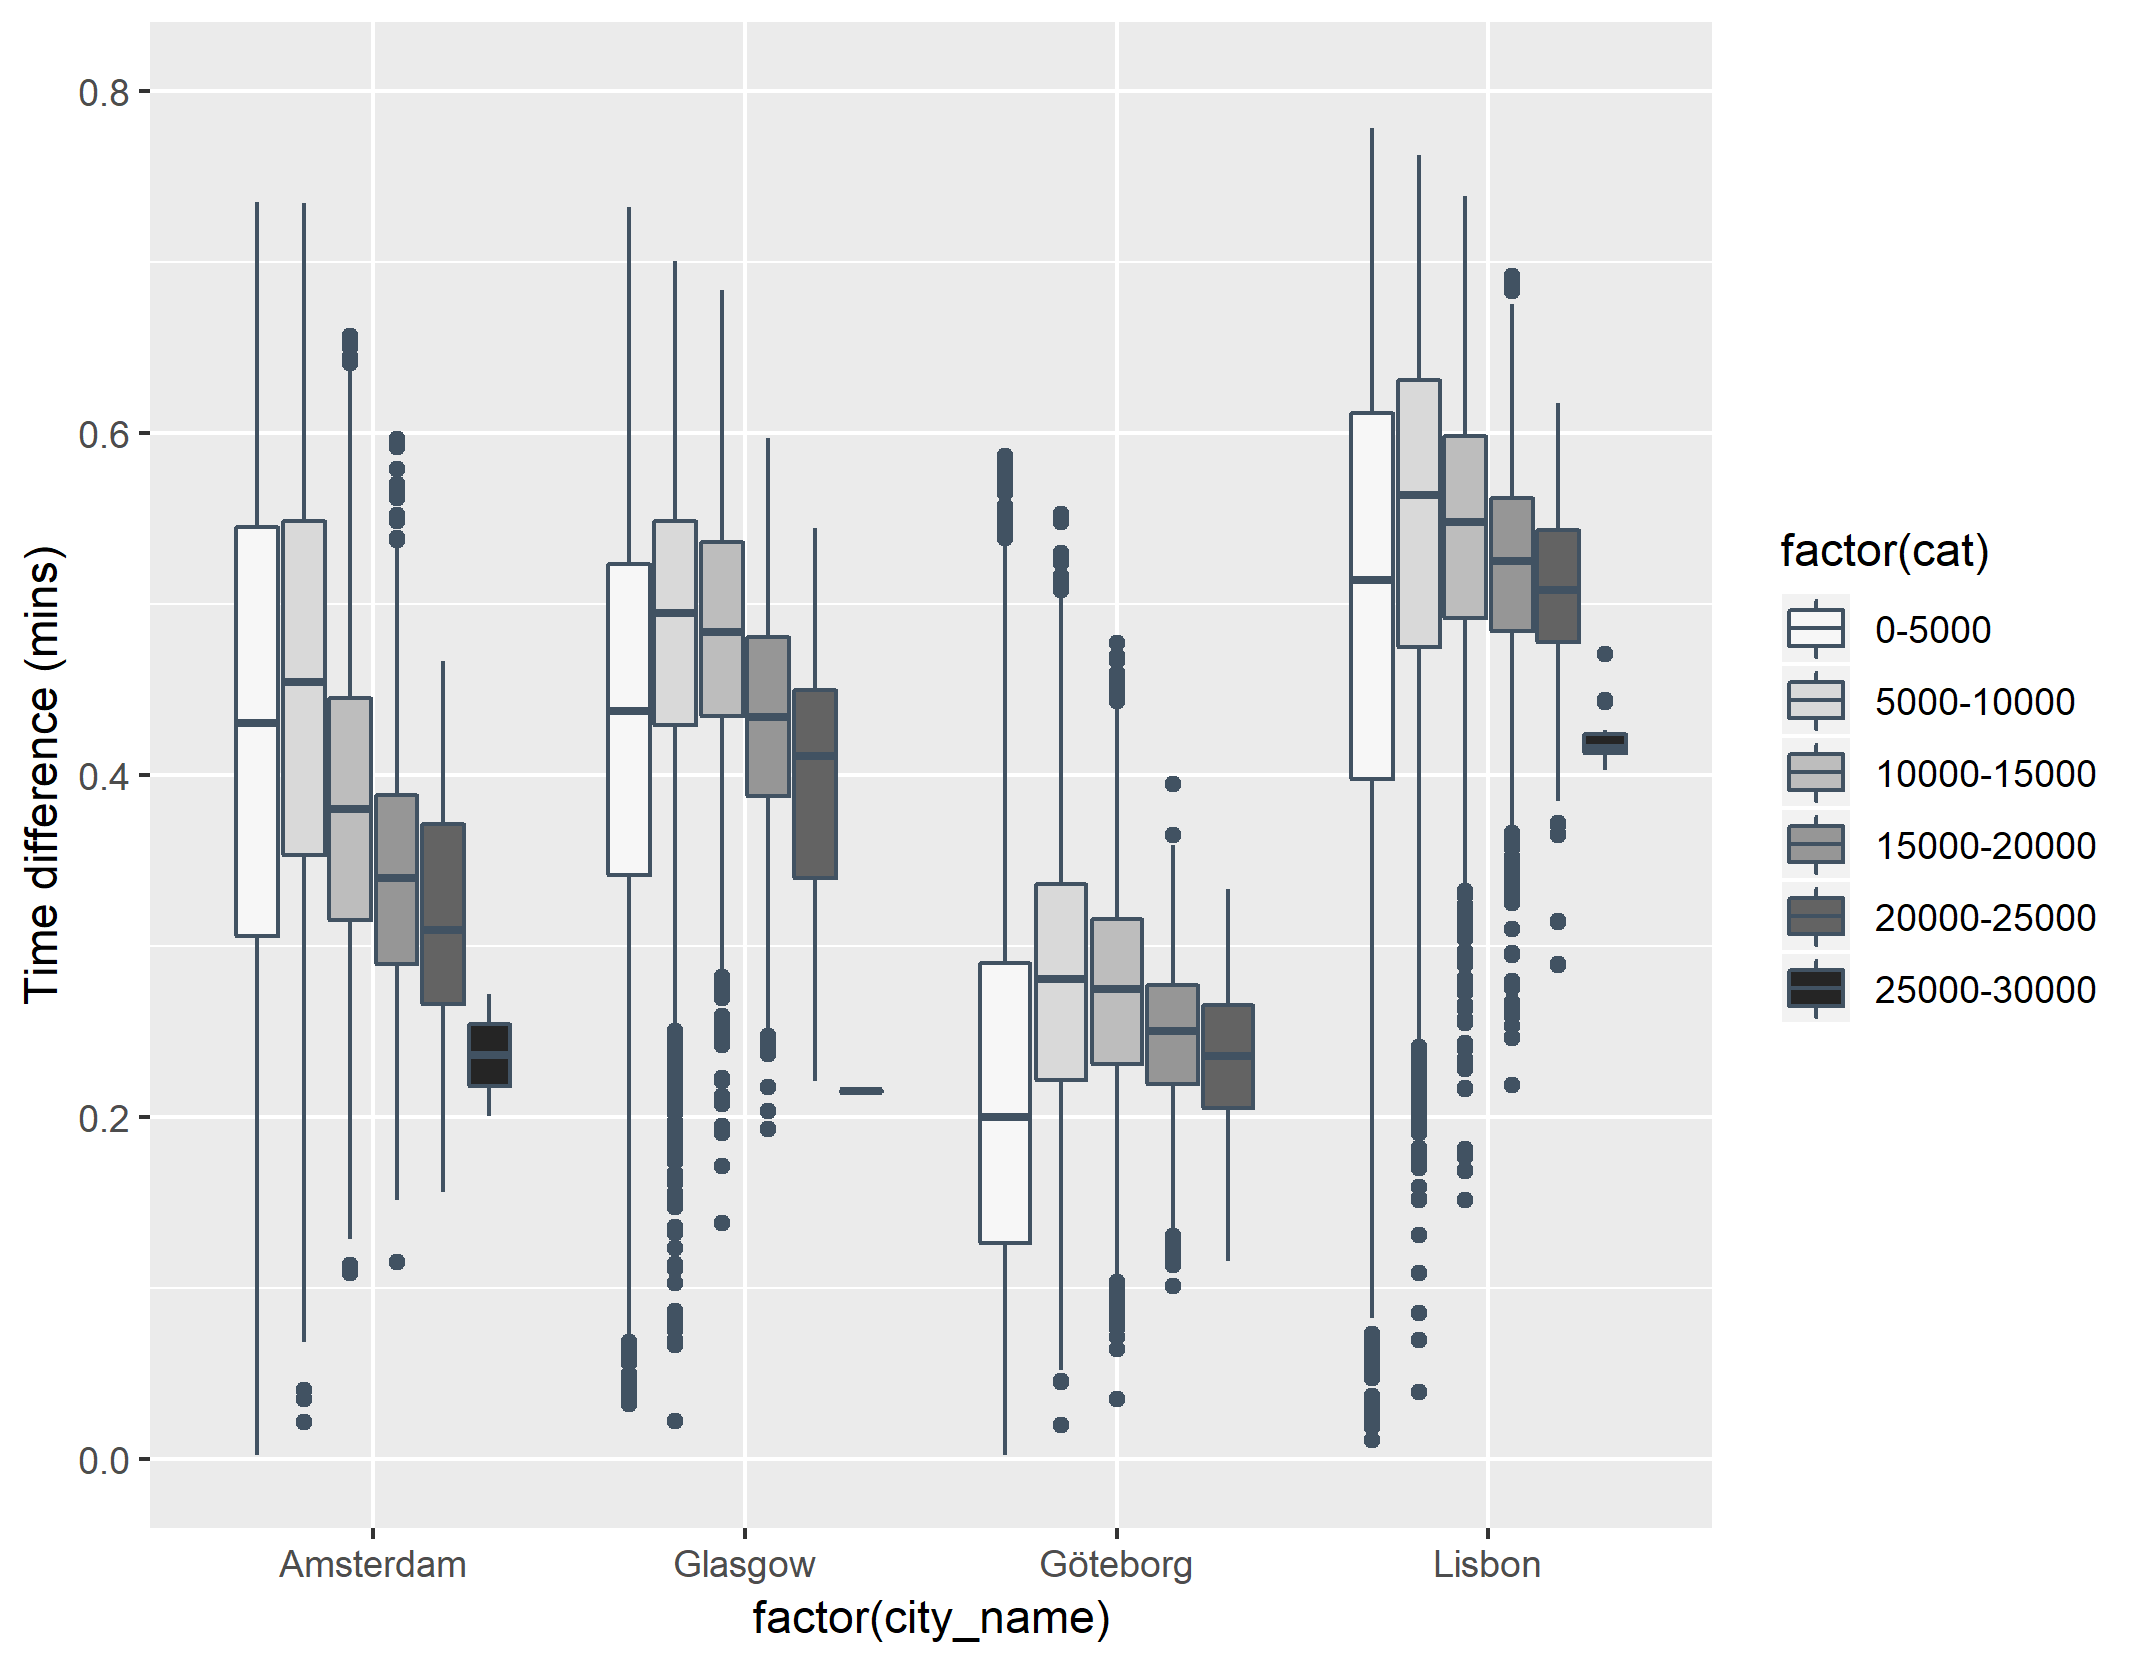 Time difference (mins)
0.8
0.6
0.4
0.2
0.0
Amsterdam
Glasgow
Göteborg
Lisbon
factor(city_name)
factor(cat)
0-5000
5000-10000
10000-15000
15000-20000
20000-25000
25000-30000